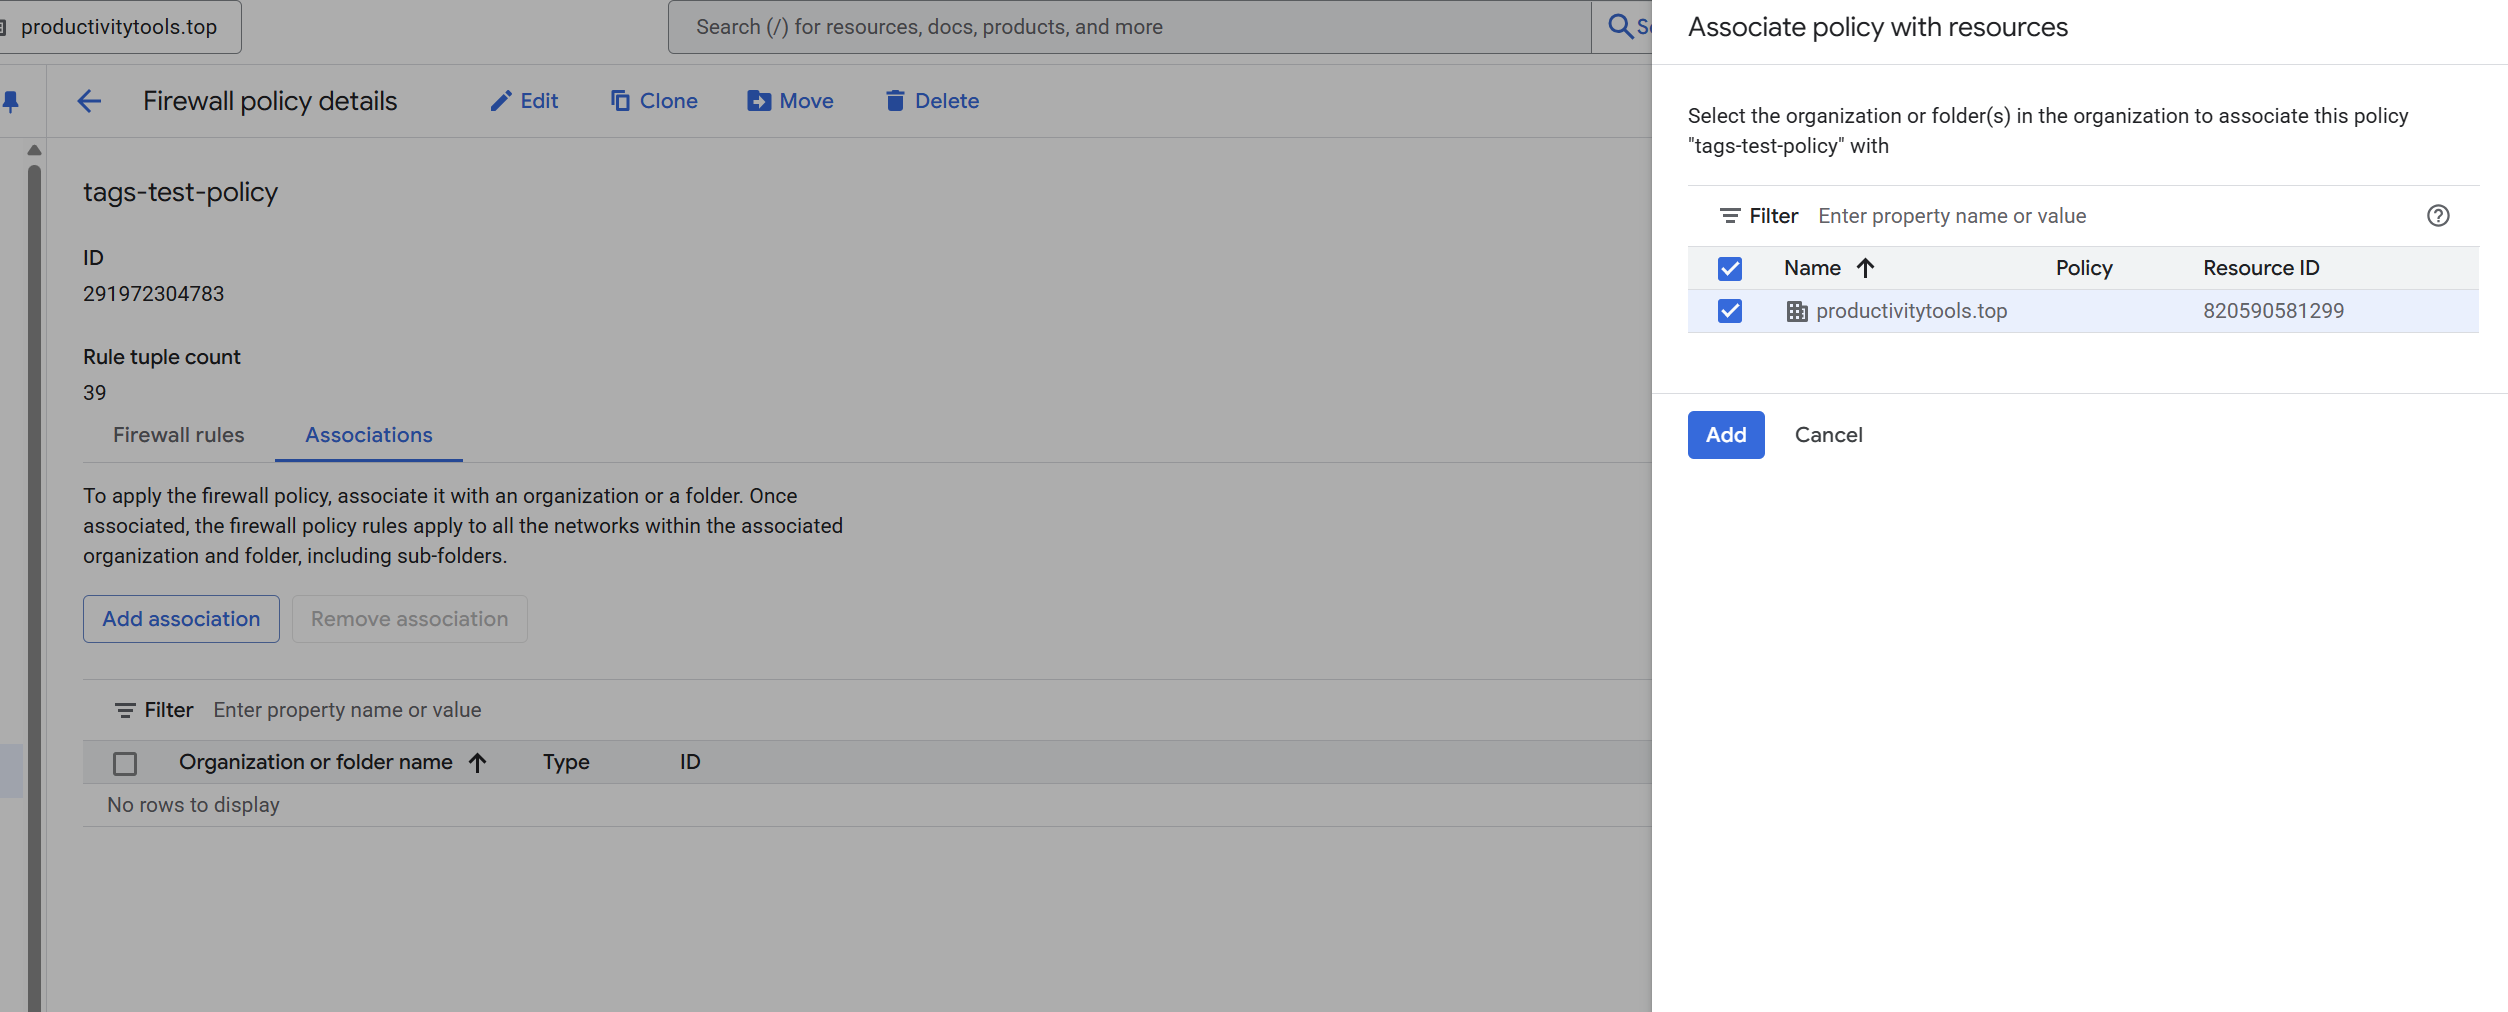 productivitytools.top
Search (/) for resources, docs, products, and more
Firewall policy details
Edit
Clone
Move
Delete
tags-test-policy
ID
291972304783
Rule tuple count
39
Firewall rules
Associations
To apply the firewall policy, associate it with an organization or a folder. Once
associated, the firewall policy rules apply to all the networks within the associated
organization and folder, including sub-folders.
Add association
Remove association
Filter Enter property name or value
Organization or folder name Type ID
No rows to display
Associate policy with resources
Select the organization or folder(s) in the organization to associate this policy
"tags-test-policy" with
Filter Enter property name or value
Name Policy Resource ID
productivitytools.top 820590581299
Add Cancel